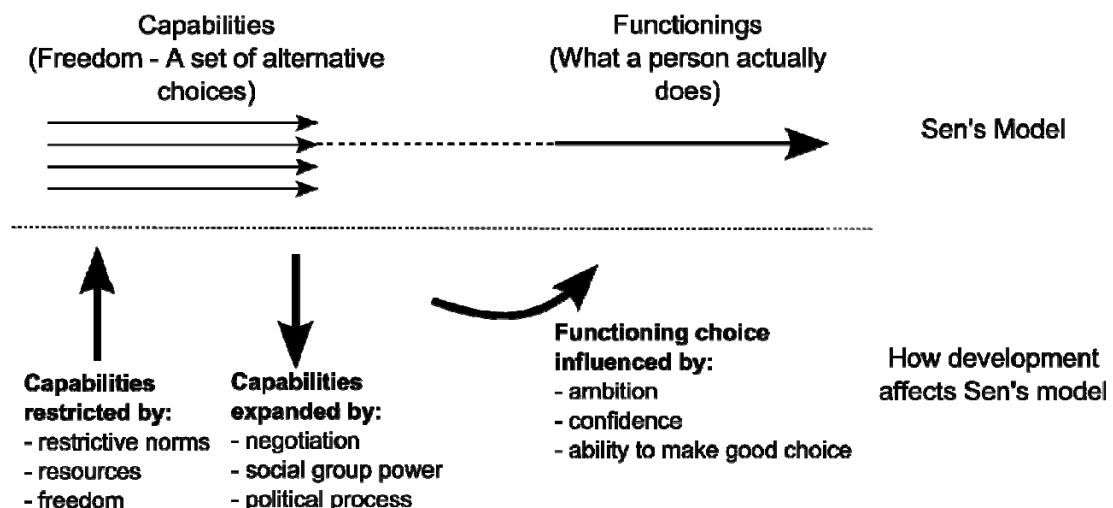 Capabilities
(Freedom - A set of alternative
choices)
Functionings
(What a person actually
does)
Sen's Model
Capabilities
restricted by:
- restrictive norms
- resources
- freedom
Capabilities
expanded by:
- negotiation
- social group power
- political process
Functioning choice
influenced by:
- ambition
- confidence
- ability to make good choice
How development
affects Sen's model